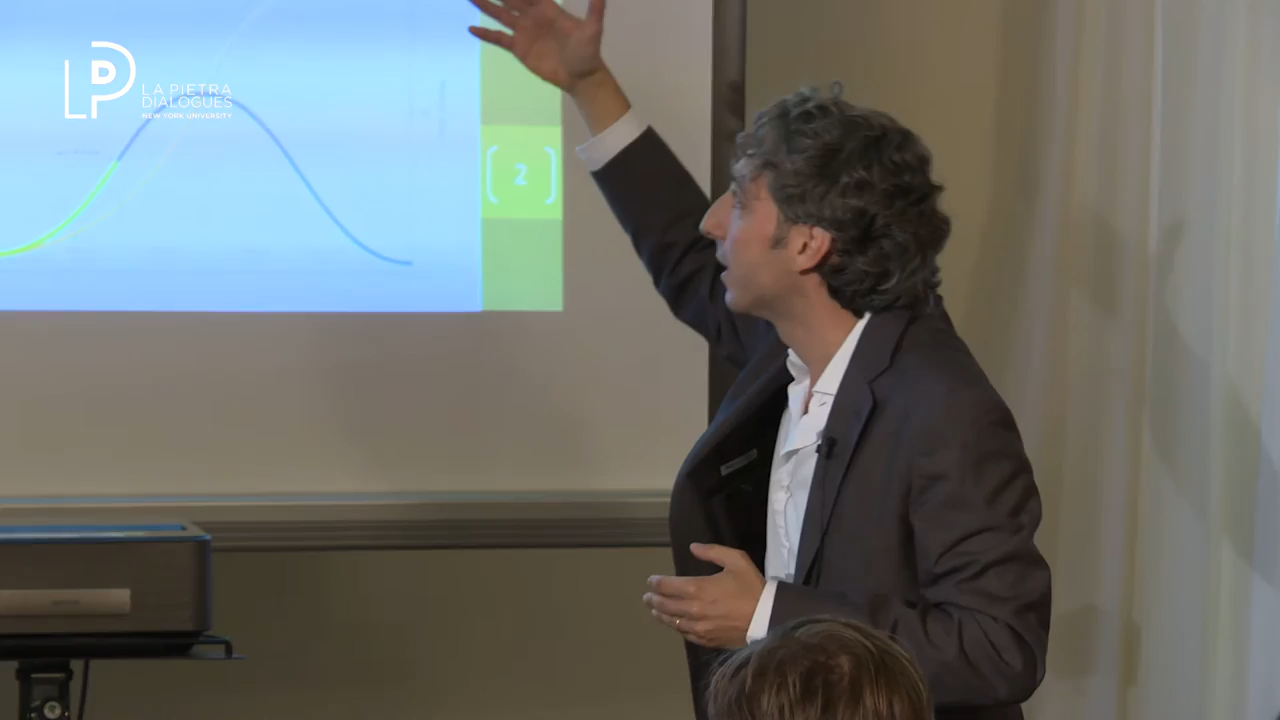 LP
LA PIETRA
DIALOGUES
NEW YORK UNIVERSITY
( 2 )